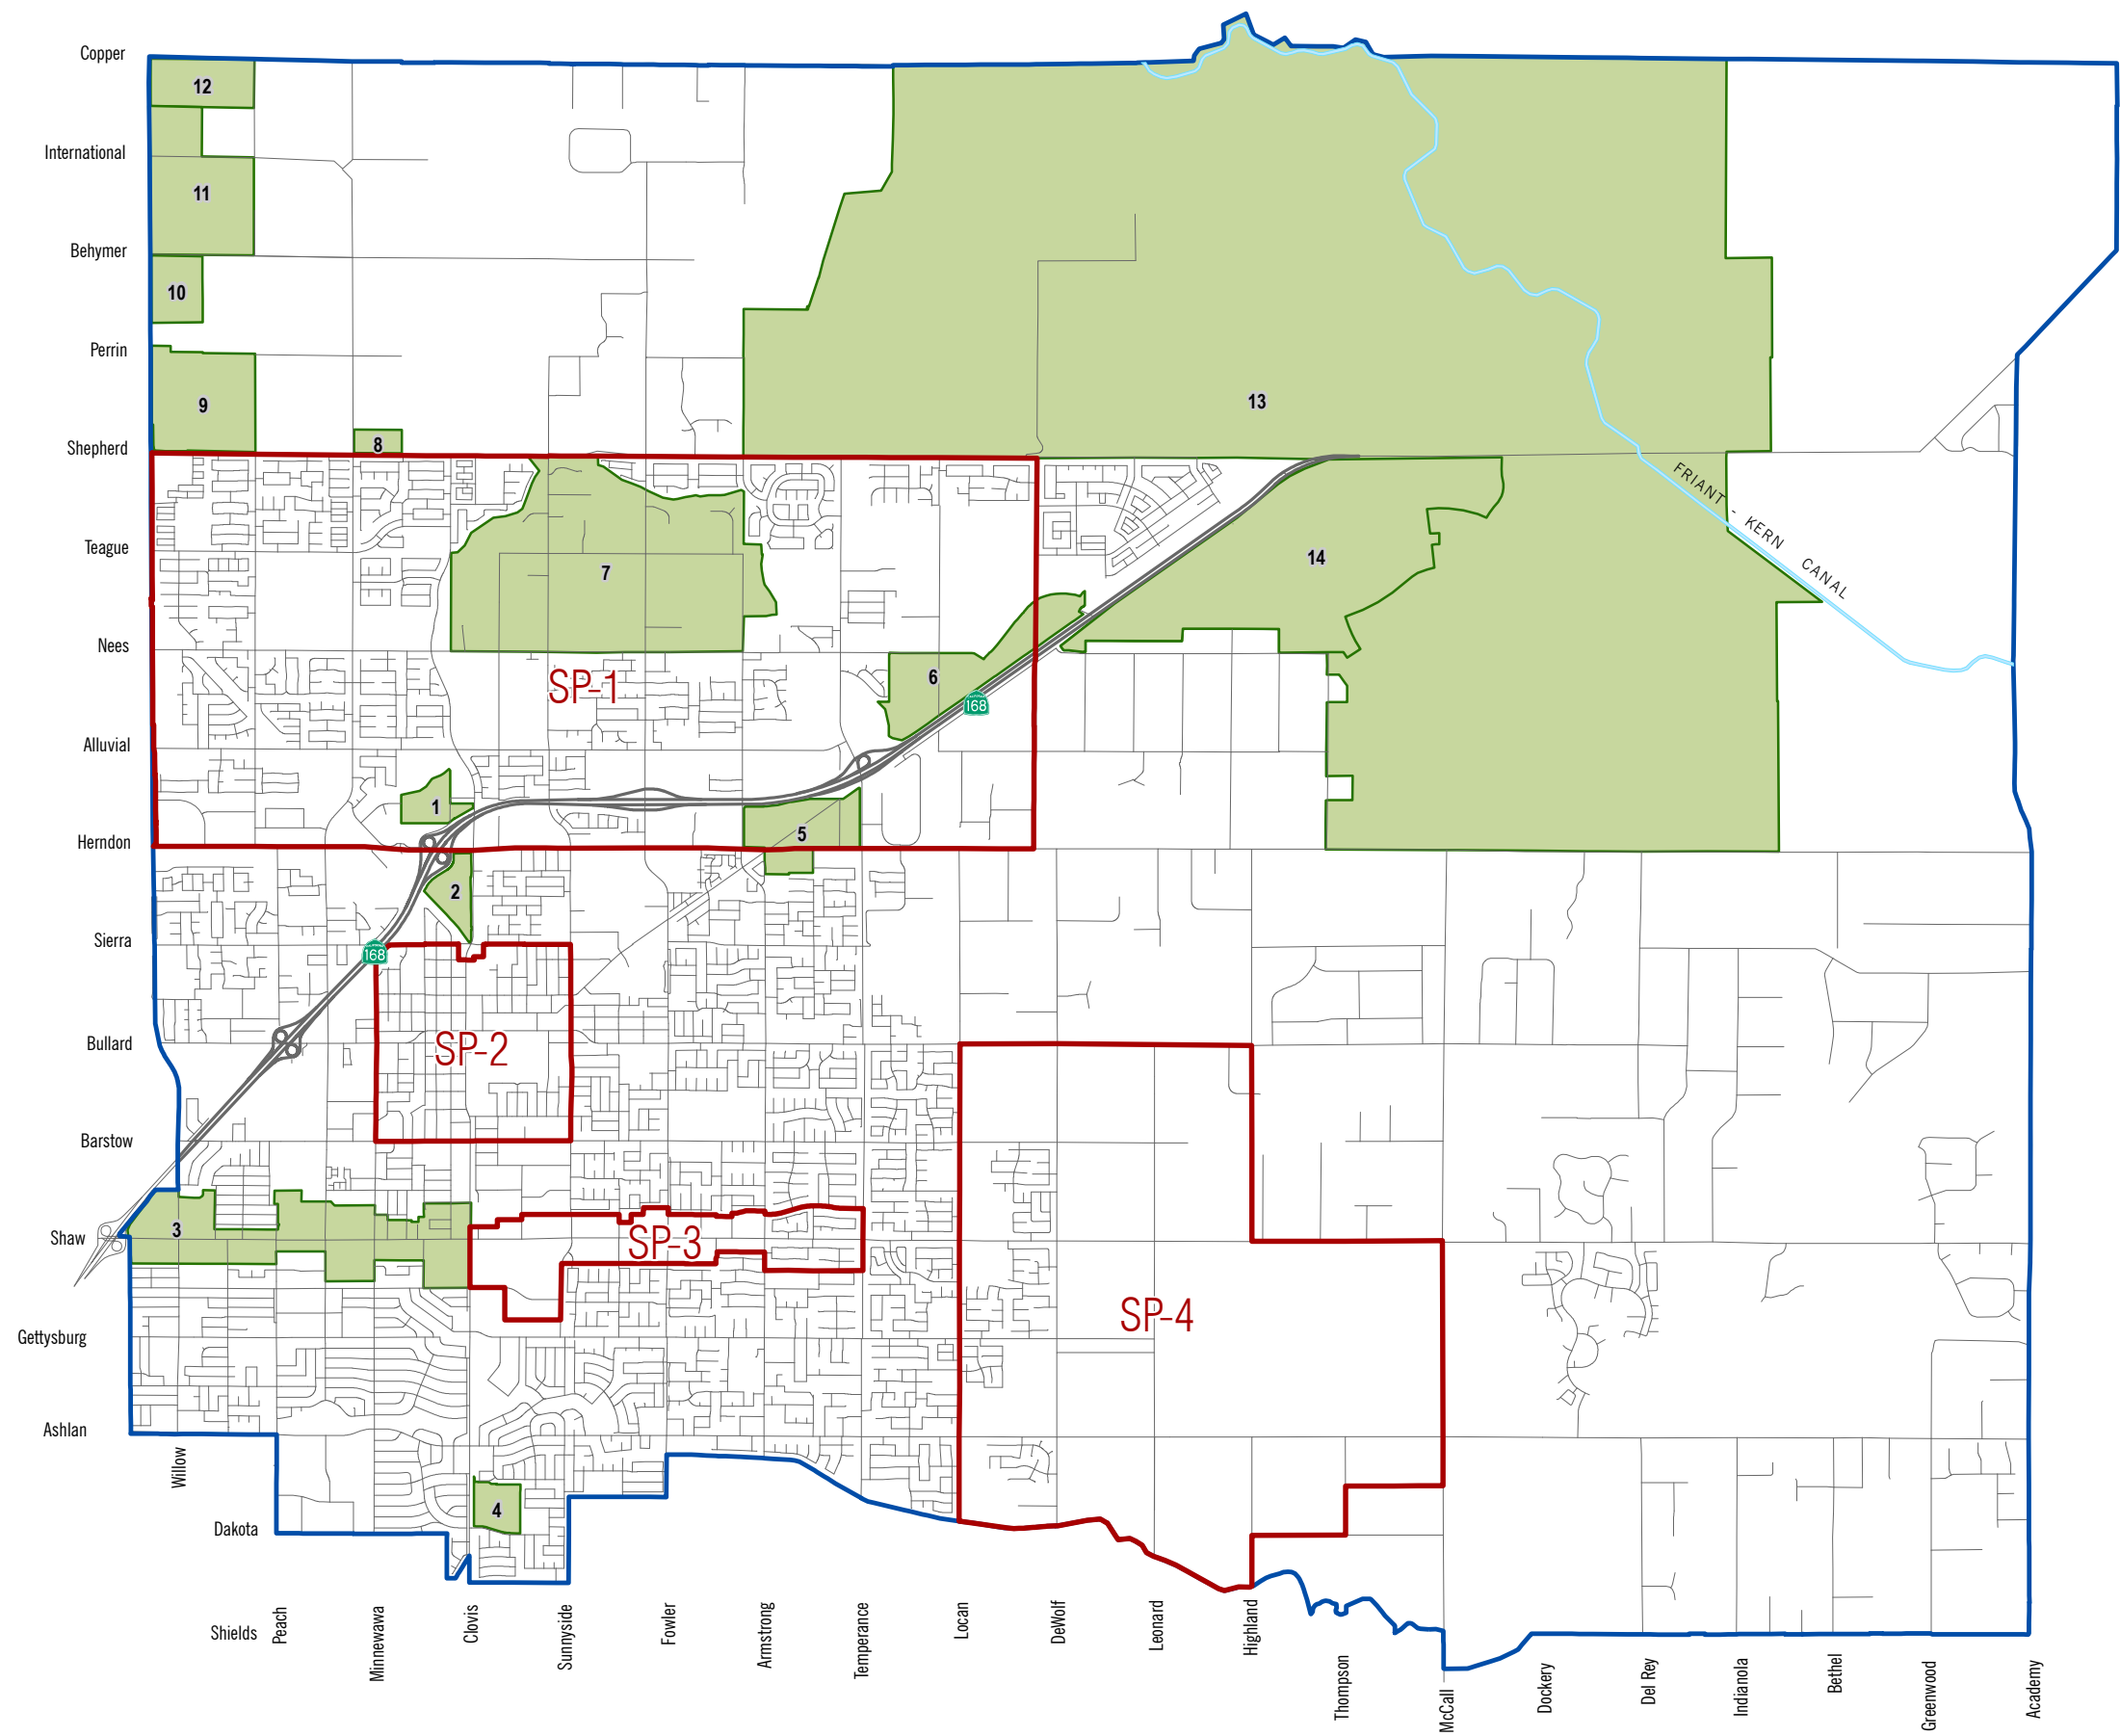 Copper
12
International
11
Behymer
10
Perrin
13
9
Shepherd
8
FRIANT - KERN CANAL
Teague
14
7
Nees
6
SP-1
168
Alluvial
1
5
Herndon
2
Sierra
168
Bullard
SP-2
Barstow
3
Shaw
SP-3
SP-4
Gettysburg
Ashlan
Willow
4
Dakota
Shields
Peach
Minnewawa
Clovis
Sunnyside
Fowler
Armstrong
Temperance
Locan
DeWolf
Leonard
Highland
Thompson
McCall
Dockery
Del Rey
Indianola
Bethel
Greenwood
Academy